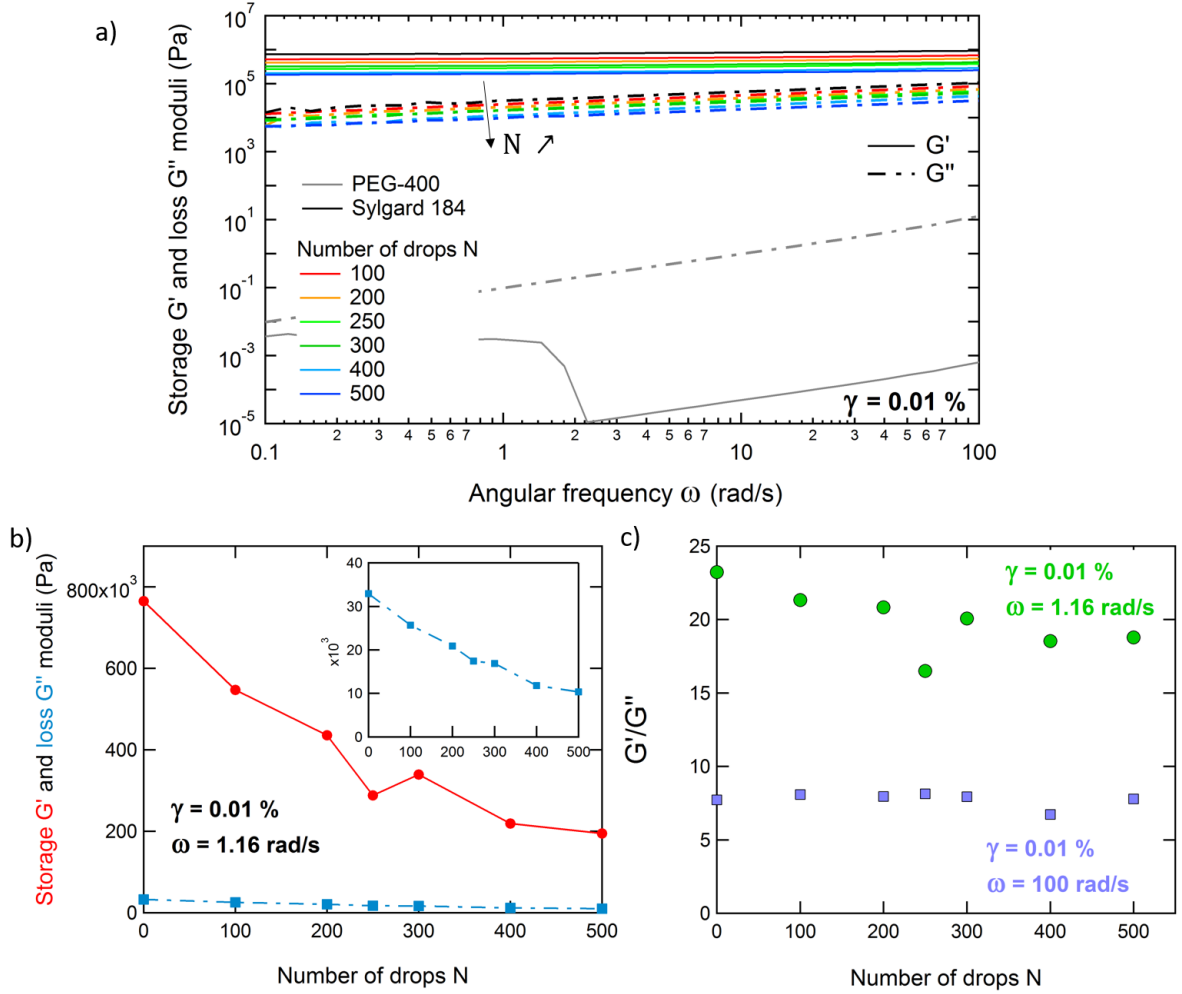 a)
Storage G' and loss G'' moduli (Pa)
10^7
10^5
10^3
10^1
10^-1
10^-3
10^-5
N ↗
G'
G''
PEG-400
Sylgard 184
Number of drops N
100
200
250
300
400
500
γ = 0.01 %
0.1 2 3 4 5 6 7 1 2 3 4 5 6 7 10 2 3 4 5 6 7 100
Angular frequency ω (rad/s)
b)
Storage G' and loss G'' moduli (Pa)
800x10^3
600
400
200
0
γ = 0.01 %
ω = 1.16 rad/s
x10^3
40
30
20
10
0
0 100 200 300 400 500
0 100 200 300 400 500
Number of drops N
c)
G'/G''
25
20
15
10
5
0
γ = 0.01 %
ω = 1.16 rad/s
γ = 0.01 %
ω = 100 rad/s
0 100 200 300 400 500
Number of drops N